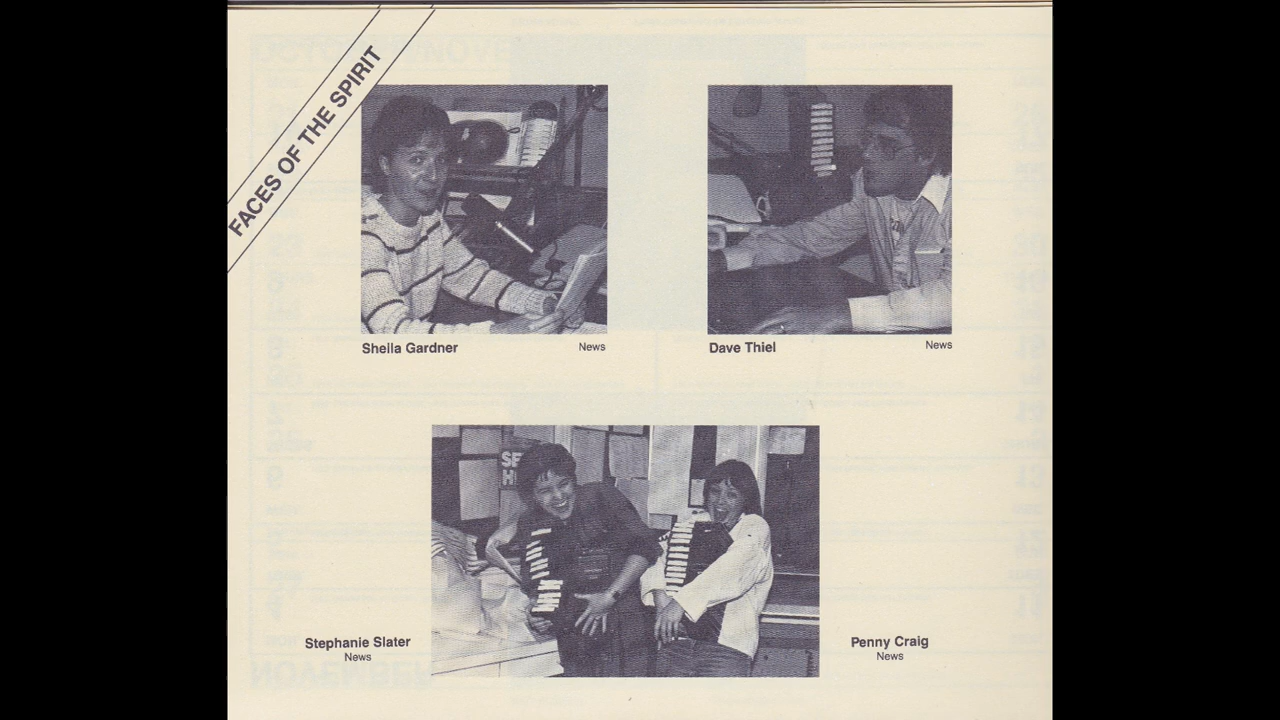 FACES OF THE SPIRIT
Sheila Gardner
News
Dave Thiel
News
Stephanie Slater
News
Penny Craig
News